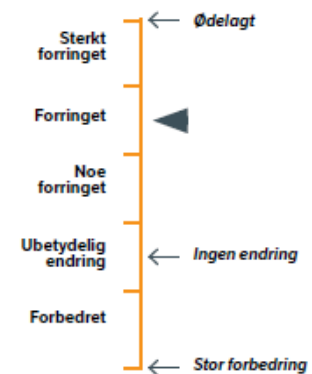 Ødelagt
Sterkt
forringet
Forringet
Noe
forringet
Ubetydelig
endring
Ingen endring
Forbedret
Stor forbedring